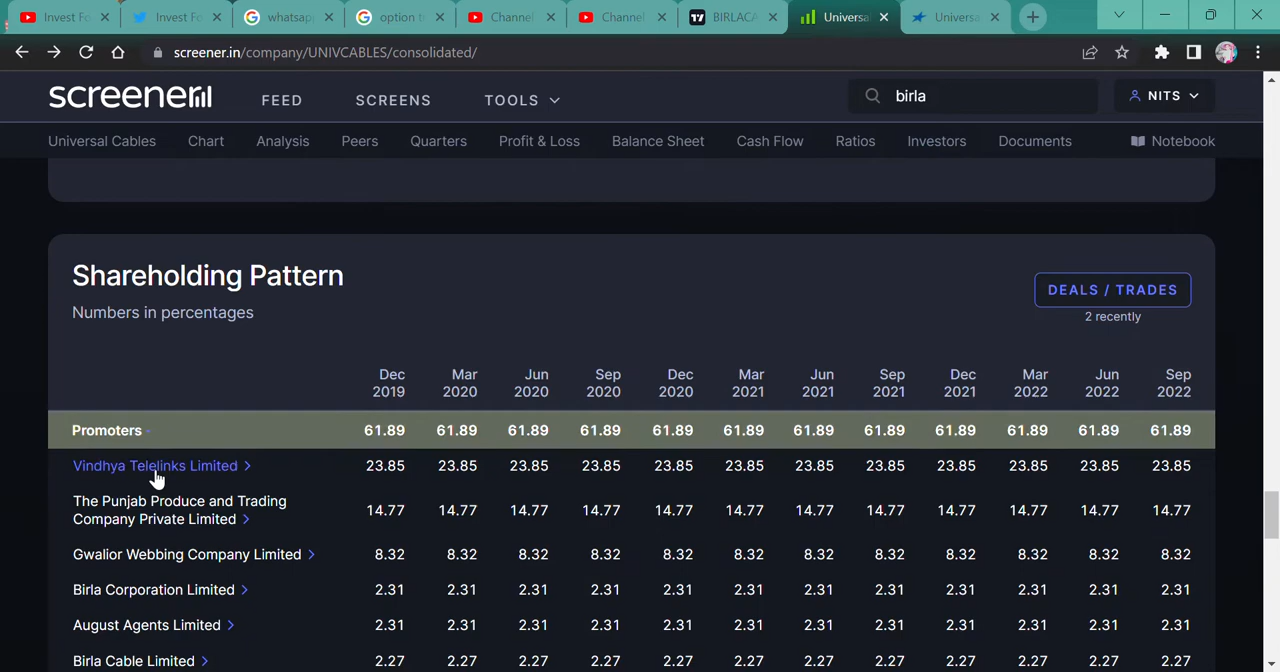 Invest Fo
Invest Fo
whatsap
option t
Channel
Channel
BIRLACA
Universa
Universa
screener.in/company/UNIVCABLES/consolidated/
screener
FEED
SCREENS
TOOLS
birla
NITS
Universal Cables
Chart
Analysis
Peers
Quarters
Profit & Loss
Balance Sheet
Cash Flow
Ratios
Investors
Documents
Notebook
Shareholding Pattern
DEALS / TRADES
Numbers in percentages
2 recently
Dec 2019 Mar 2020 Jun 2020 Sep 2020 Dec 2020 Mar 2021 Jun 2021 Sep 2021 Dec 2021 Mar 2022 Jun 2022 Sep 2022
Promoters - 61.89 61.89 61.89 61.89 61.89 61.89 61.89 61.89 61.89 61.89 61.89 61.89
Vindhya Telelinks Limited 23.85 23.85 23.85 23.85 23.85 23.85 23.85 23.85 23.85 23.85 23.85 23.85
The Punjab Produce and Trading
Company Private Limited 14.77 14.77 14.77 14.77 14.77 14.77 14.77 14.77 14.77 14.77 14.77 14.77
Gwalior Webbing Company Limited 8.32 8.32 8.32 8.32 8.32 8.32 8.32 8.32 8.32 8.32 8.32 8.32
Birla Corporation Limited 2.31 2.31 2.31 2.31 2.31 2.31 2.31 2.31 2.31 2.31 2.31 2.31
August Agents Limited 2.31 2.31 2.31 2.31 2.31 2.31 2.31 2.31 2.31 2.31 2.31 2.31
Birla Cable Limited 2.27 2.27 2.27 2.27 2.27 2.27 2.27 2.27 2.27 2.27 2.27 2.27